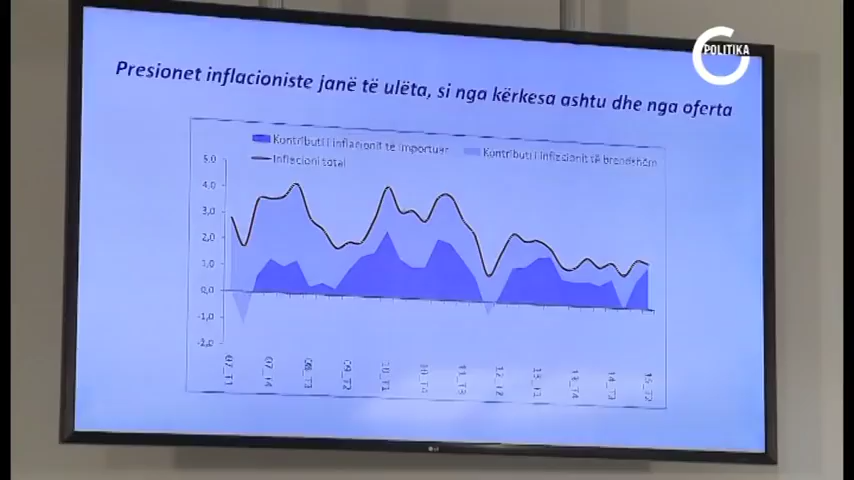 POLITIKA
Presionet inflacioniste janë të ulëta, si nga kërkesa ashtu dhe nga oferta
Kontributi i inflacionit të importuar
Kontributi i inflacionit të brendshëm
Inflacioni total
5,0
4,0
3,0
2,0
1,0
0,0
-1,0
-2,0
07_T1
07_T4
08_T3
09_T2
10_T1
10_T4
11_T3
12_T2
13_T1
13_T4
14_T3
15_T2
LG